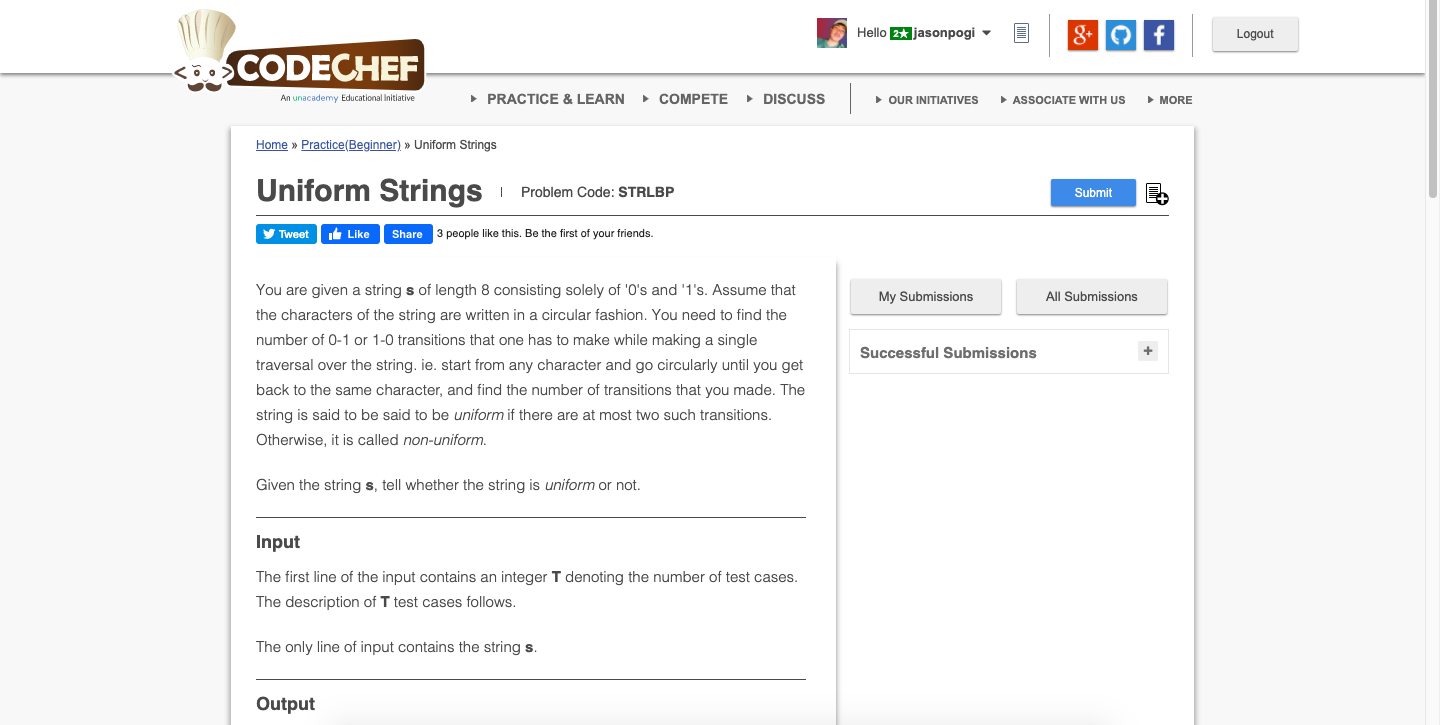 Hello 2★ jasonpogi
Logout
CODECHEF
An unacademy Educational Initiative
PRACTICE & LEARN
COMPETE
DISCUSS
OUR INITIATIVES
ASSOCIATE WITH US
MORE
Home » Practice(Beginner) » Uniform Strings
Uniform Strings
Problem Code: STRLBP
Submit
Tweet
Like
Share
3 people like this. Be the first of your friends.
You are given a string s of length 8 consisting solely of '0's and '1's. Assume that
the characters of the string are written in a circular fashion. You need to find the
number of 0-1 or 1-0 transitions that one has to make while making a single
traversal over the string. ie. start from any character and go circularly until you get
back to the same character, and find the number of transitions that you made. The
string is said to be said to be uniform if there are at most two such transitions.
Otherwise, it is called non-uniform.
Given the string s, tell whether the string is uniform or not.
Input
The first line of the input contains an integer T denoting the number of test cases.
The description of T test cases follows.
The only line of input contains the string s.
Output
My Submissions
All Submissions
Successful Submissions
+